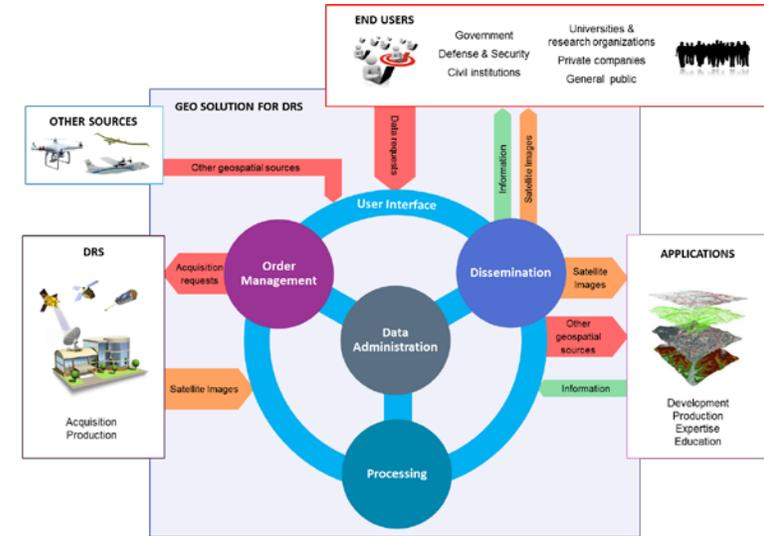 END USERS
Government
Defense & Security
Civil institutions
Universities &
research organizations
Private companies
General public
GEO SOLUTION FOR DRS
OTHER SOURCES
Other geospatial sources
Data requests
Information
Satellite Images
User Interface
DRS
Acquisition
Production
Acquisition
requests
Satellite Images
Order
Management
Dissemination
Data
Administration
Processing
Satellite
Images
Other
geospatial
sources
Information
APPLICATIONS
Development
Production
Expertise
Education